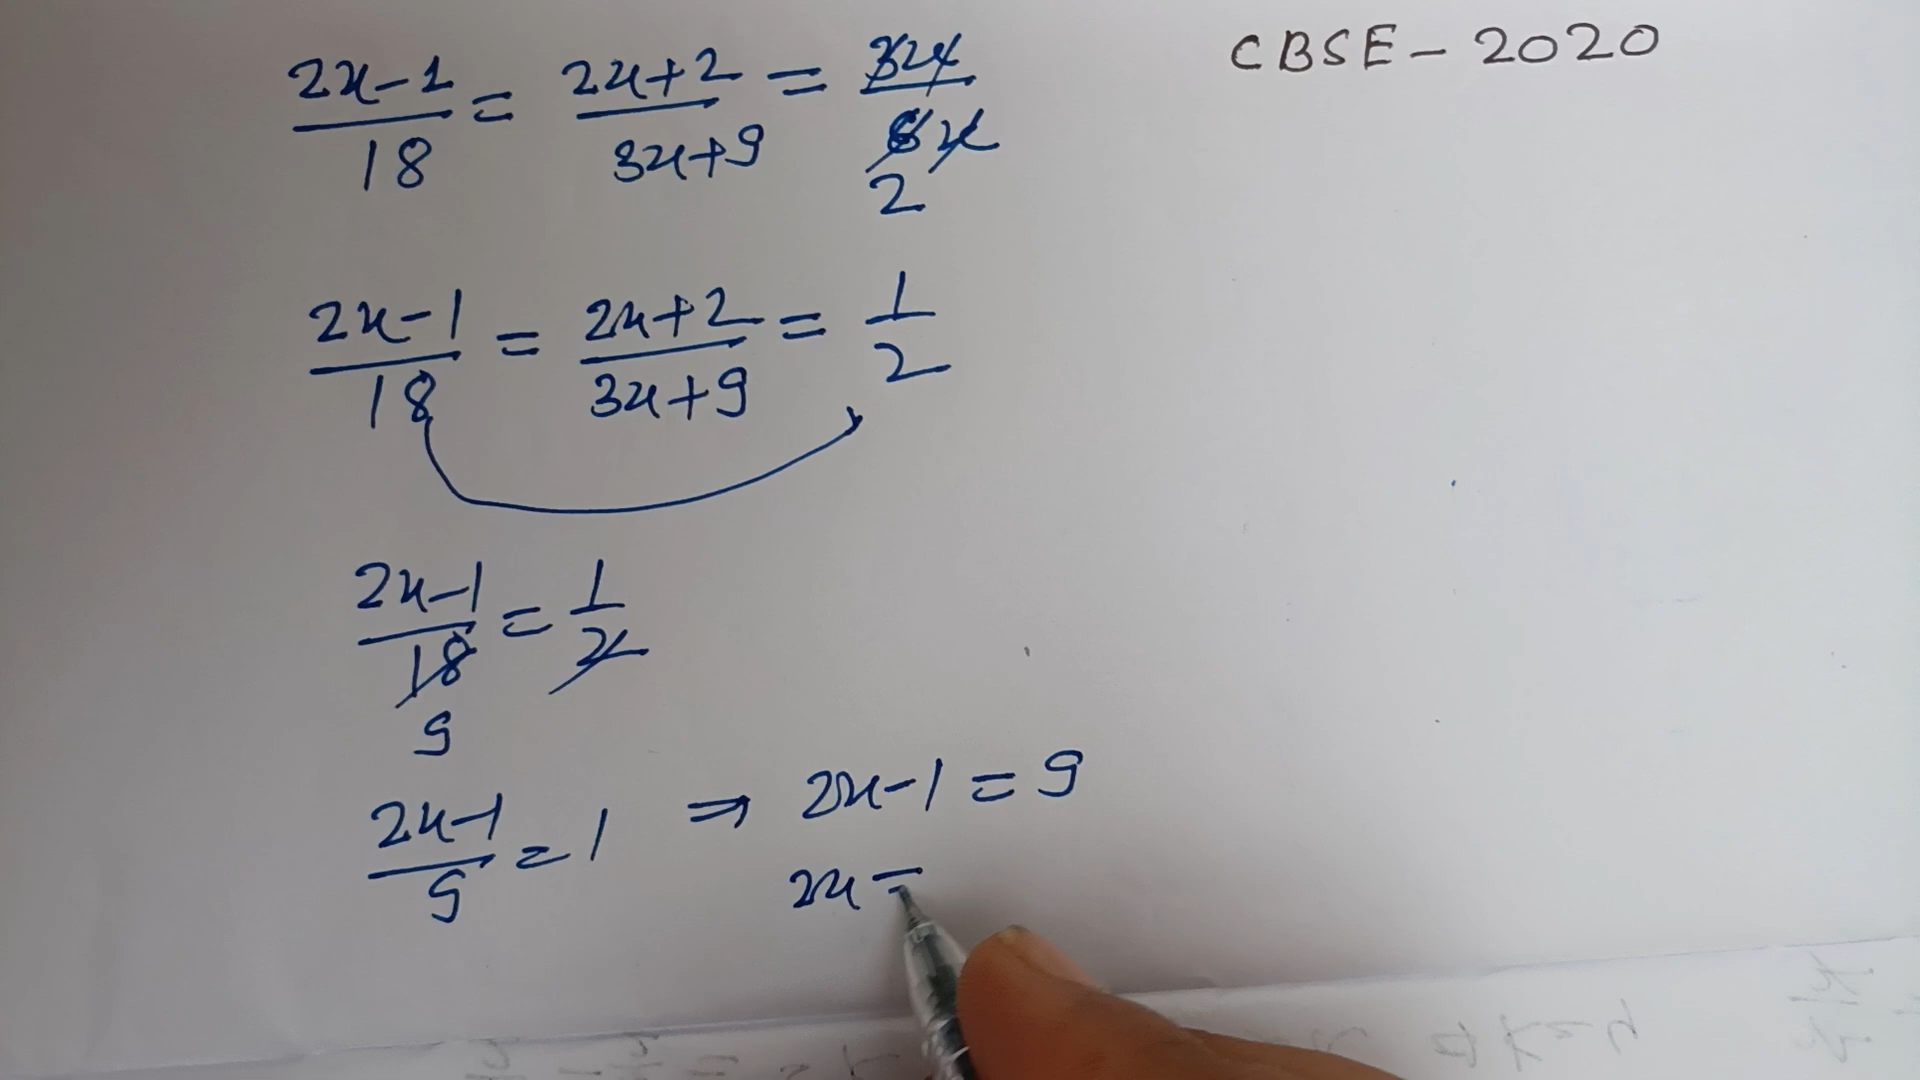 CBSE - 2020
2x-1/18 = 2x+2/3x+9 = 3x/6x 2
2x-1/18 = 2x+2/3x+9 = 1/2
2x-1/18 = 1/2
9
2x-1/9 = 1 ⇒ 2x-1 = 9
2x =